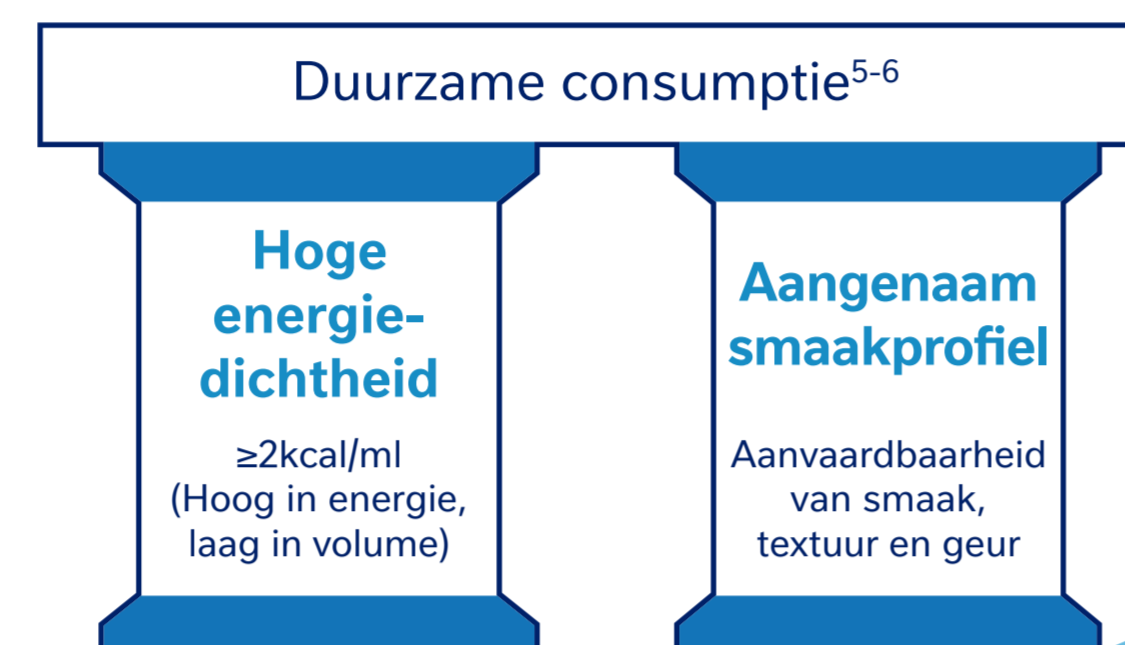 Duurzame consumptie⁵⁻⁶
Hoge
energie-
dichtheid
≥2kcal/ml
(Hoog in energie,
laag in volume)
Aangenaam
smaakprofiel
Aanvaardbaarheid
van smaak,
textuur en geur